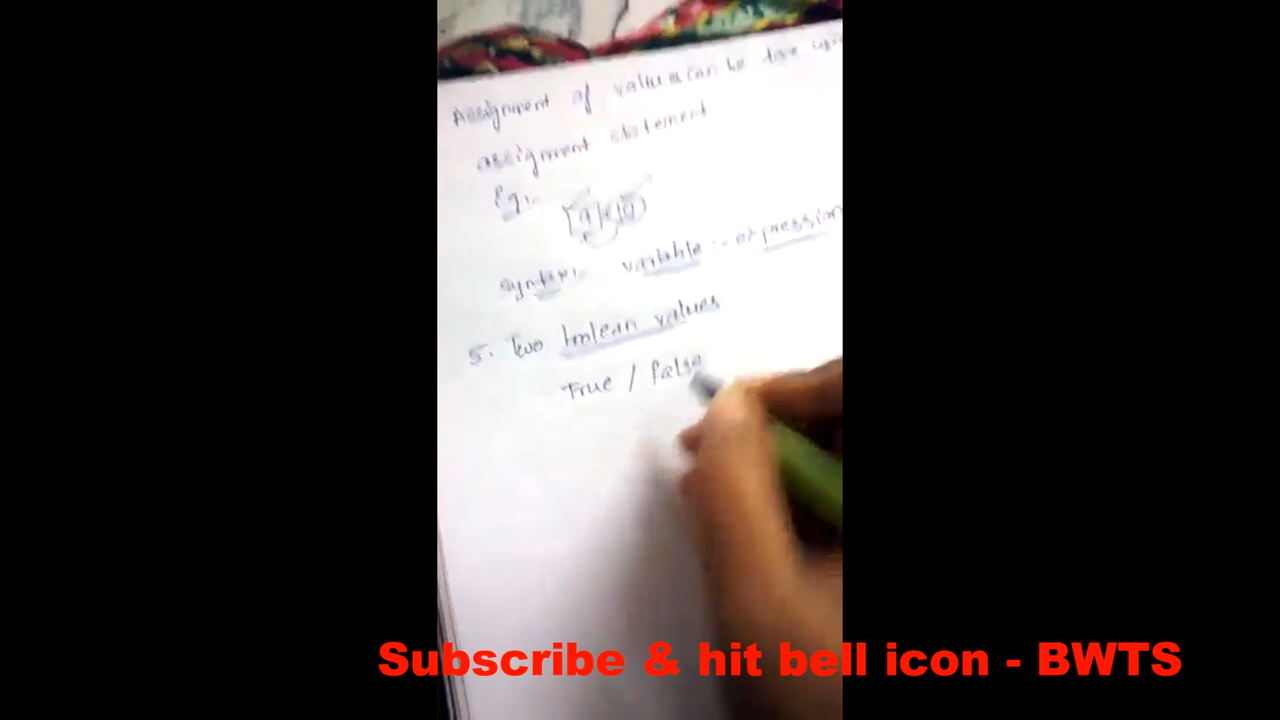 Assignment of value can be done
assigment statement
Eg:-
Syntax:- variable := expression
5. Two boolean values
True / false
Subscribe & hit bell icon - BWTS